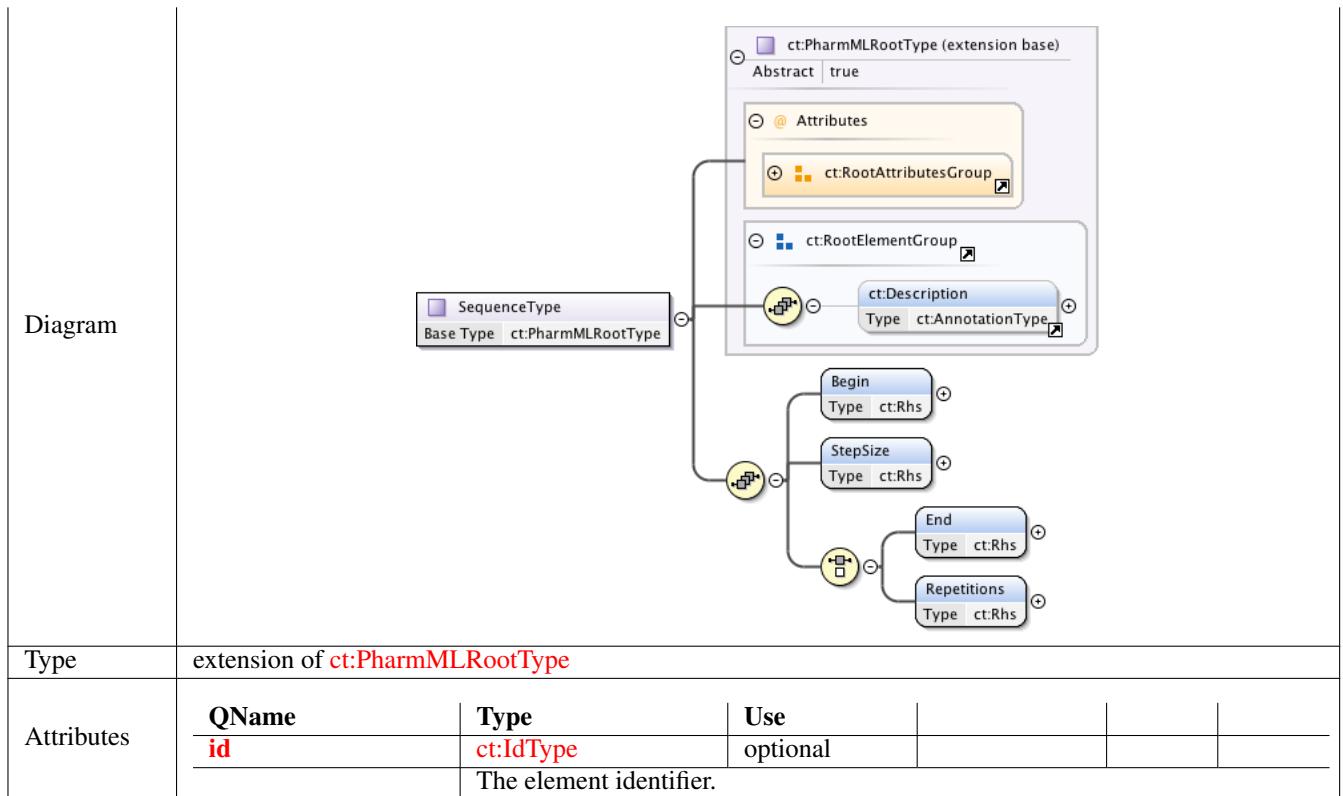 ct:PharmMLRootType (extension base)
Abstract true
@ Attributes
ct:RootAttributesGroup
ct:RootElementGroup
ct:Description
Type ct:AnnotationType
SequenceType
Base Type ct:PharmMLRootType
Diagram
Begin
Type ct:Rhs
StepSize
Type ct:Rhs
End
Type ct:Rhs
Repetitions
Type ct:Rhs
Type extension of ct:PharmMLRootType
Attributes
QName Type Use
id ct:IdType optional
The element identifier.